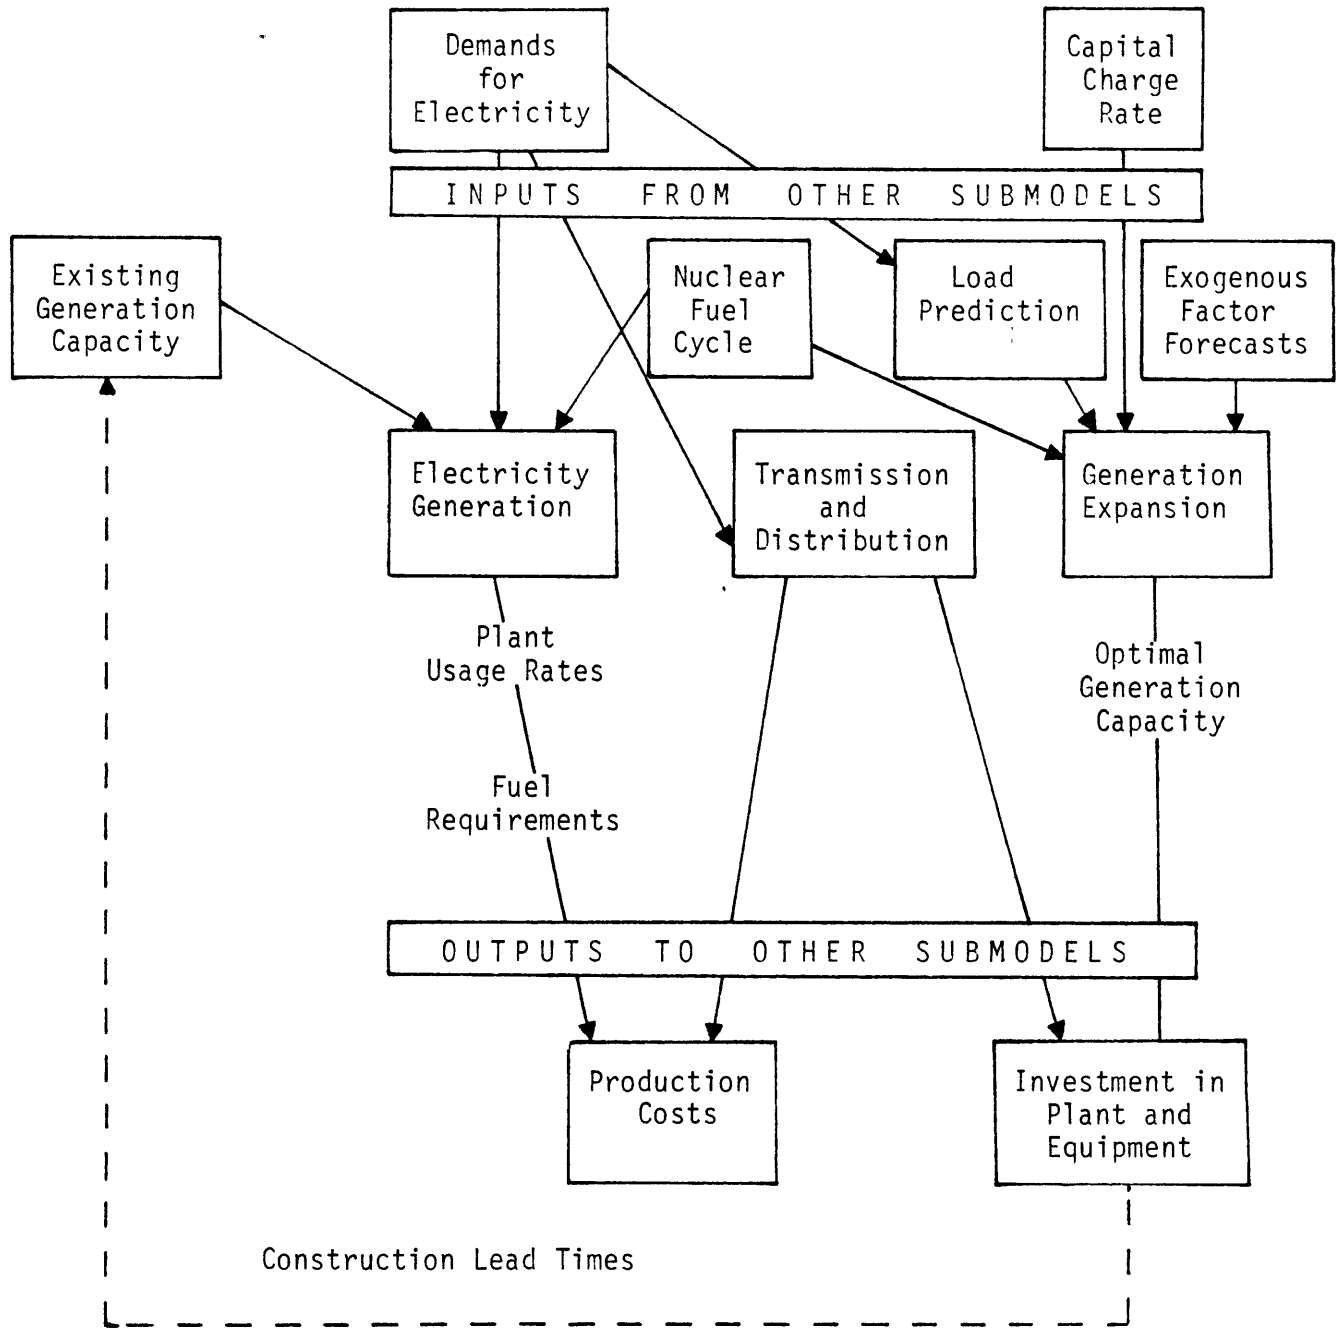 Demands
for
Electricity
Capital
Charge
Rate
INPUTS FROM OTHER SUBMODELS
Existing
Generation
Capacity
Nuclear
Fuel
Cycle
Load
Prediction
Exogenous
Factor
Forecasts
Electricity
Generation
Transmission
and
Distribution
Generation
Expansion
Plant
Usage Rates
Optimal
Generation
Capacity
Fuel
Requirements
OUTPUTS TO OTHER SUBMODELS
Production
Costs
Investment in
Plant and
Equipment
Construction Lead Times